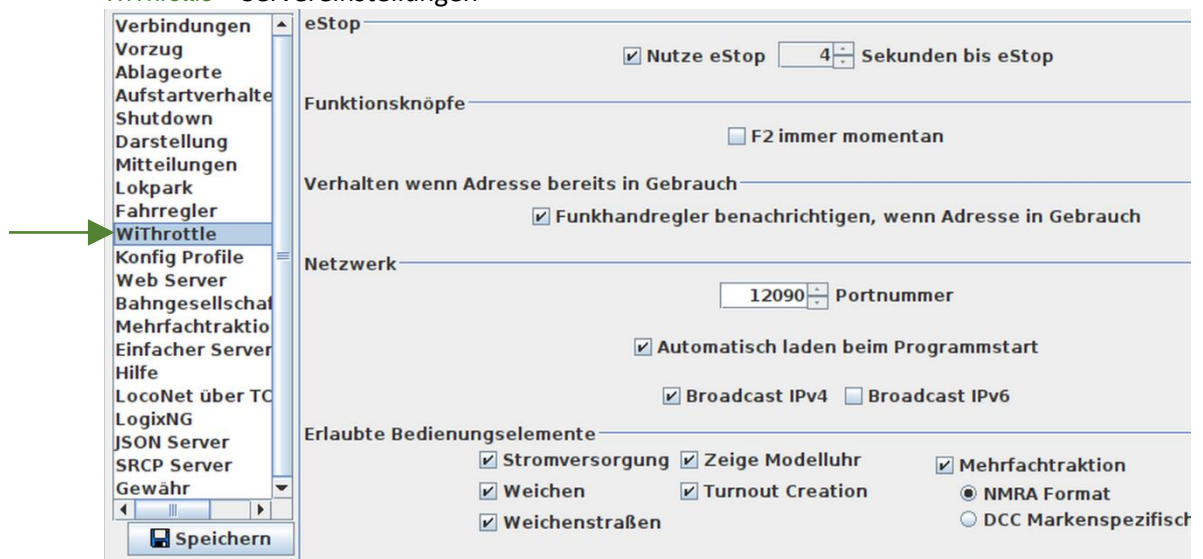 WiThrottle – Servereinstellungen
Verbindungen
Vorzug
Ablageorte
Aufstartverhalte
Shutdown
Darstellung
Mitteilungen
Lokpark
Fahrregler
WiThrottle
Konfig Profile
Web Server
Bahngesellschaf
Mehrfachtraktio
Einfacher Server
Hilfe
LocoNet über TC
LogixNG
JSON Server
SRCP Server
Gewähr
Speichern
eStop
Nutze eStop 4 Sekunden bis eStop
Funktionsknöpfe
F2 immer momentan
Verhalten wenn Adresse bereits in Gebrauch
Funkhandregler benachrichtigen, wenn Adresse in Gebrauch
Netzwerk
12090 Portnummer
Automatisch laden beim Programmstart
Broadcast IPv4 Broadcast IPv6
Erlaubte Bedienungselemente
Stromversorgung Zeige Modelluhr Mehrfachtraktion
Weichen Turnout Creation NMRA Format
Weichenstraßen DCC Markenspezifisch